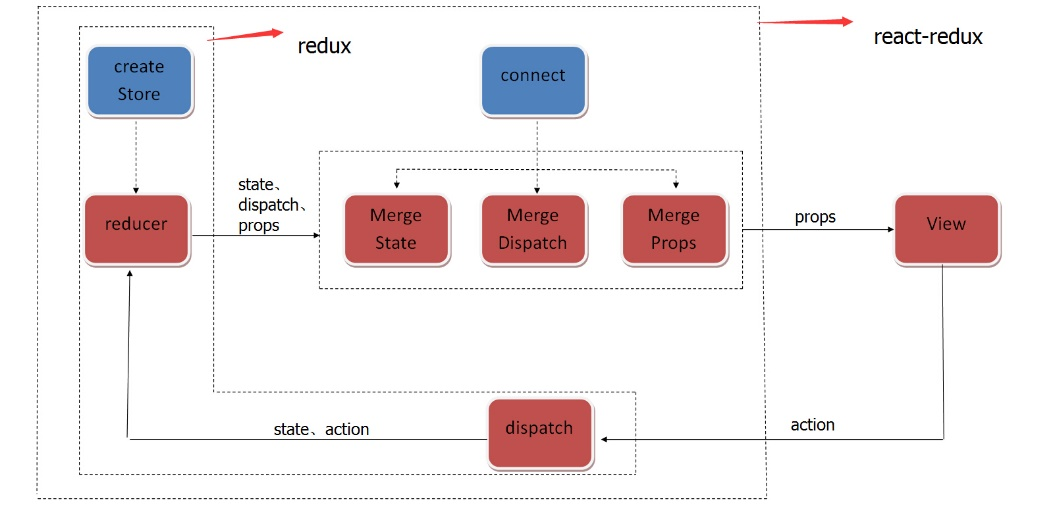 redux
react-redux
create
Store
connect
state、
dispatch、
props
reducer
Merge
State
Merge
Dispatch
Merge
Props
props
View
state、action
dispatch
action